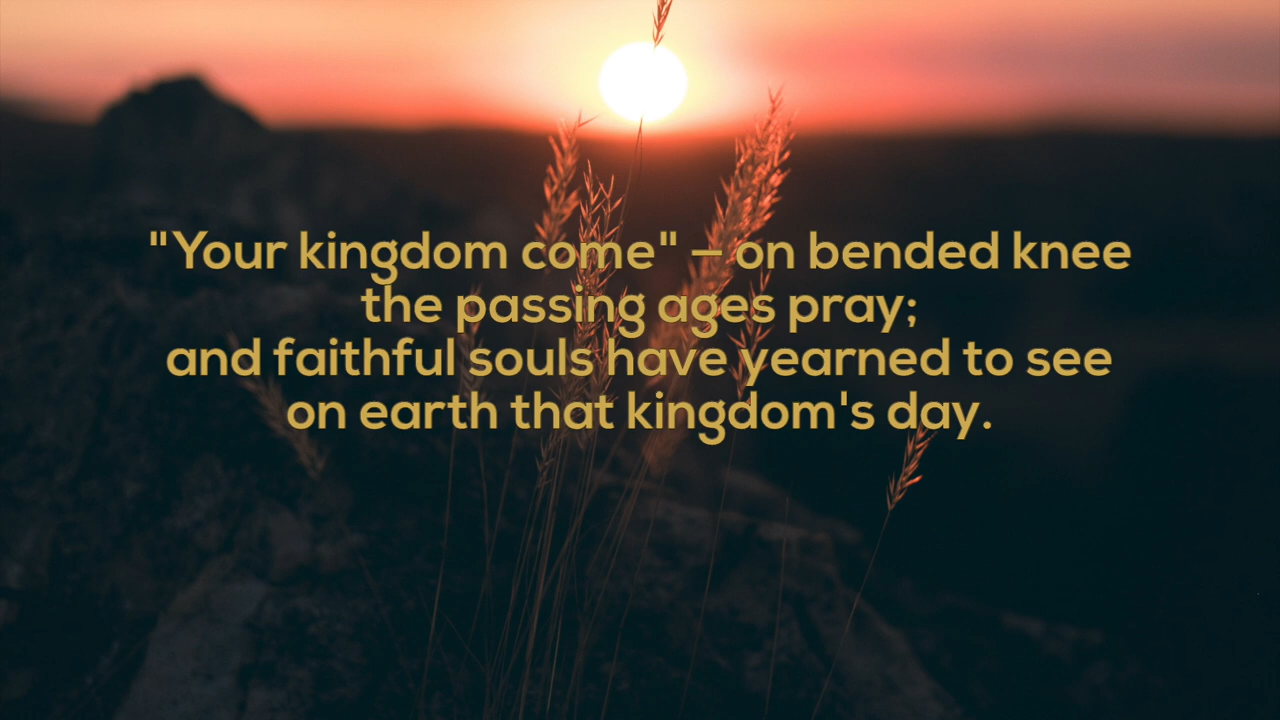 "Your kingdom come" – on bended knee
the passing ages pray;
and faithful souls have yearned to see
on earth that kingdom's day.